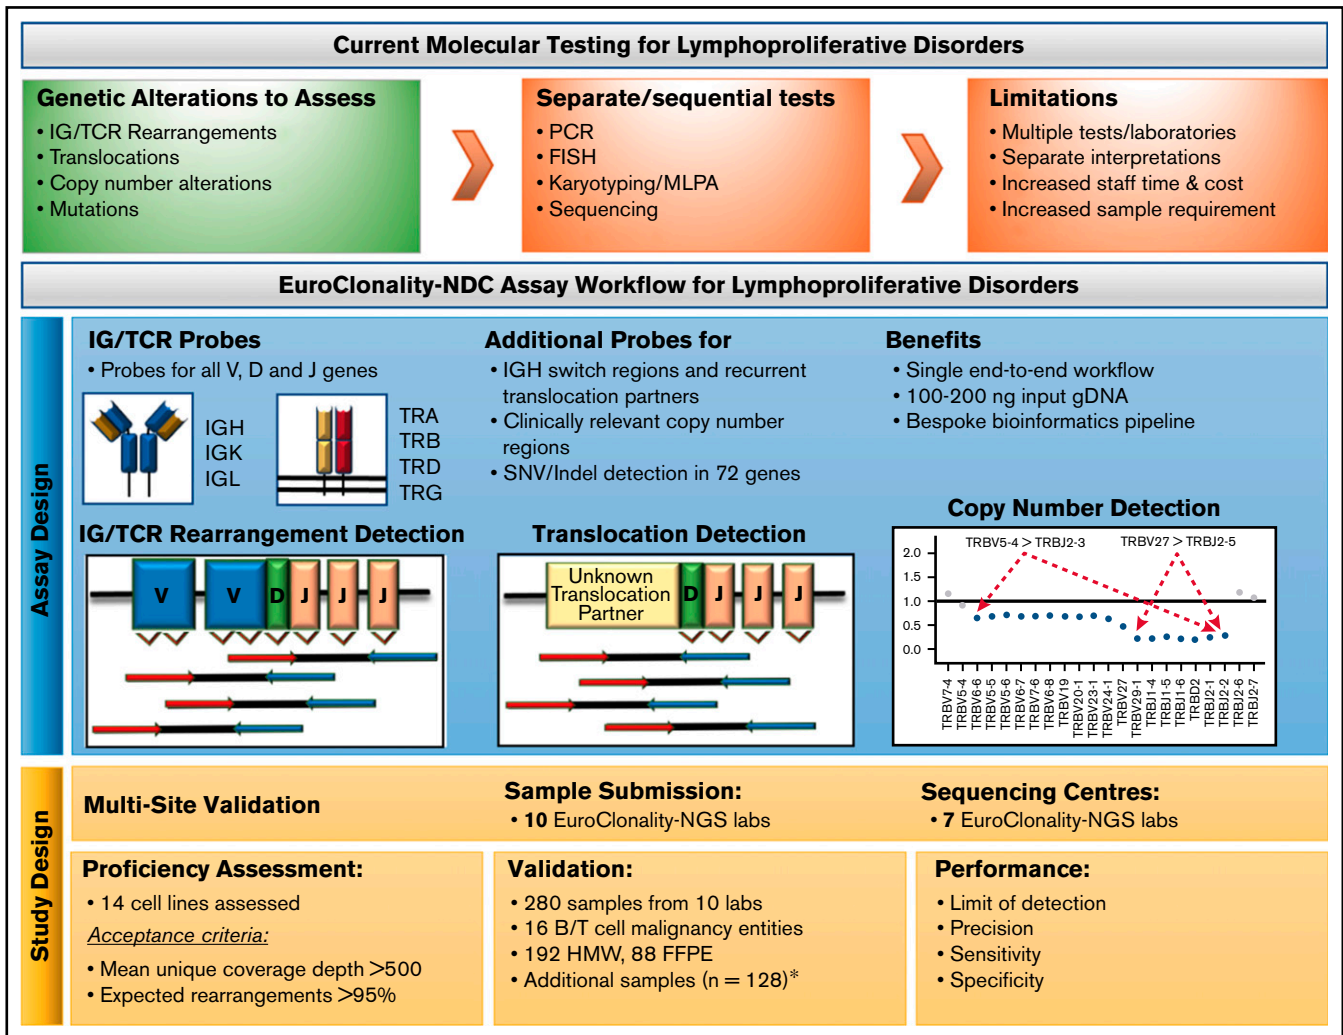 Current Molecular Testing for Lymphoproliferative Disorders
Genetic Alterations to Assess
• IG/TCR Rearrangements
• Translocations
• Copy number alterations
• Mutations
Separate/sequential tests
• PCR
• FISH
• Karyotyping/MLPA
• Sequencing
Limitations
• Multiple tests/laboratories
• Separate interpretations
• Increased staff time & cost
• Increased sample requirement
EuroClonality-NDC Assay Workflow for Lymphoproliferative Disorders
Assay Design
IG/TCR Probes
• Probes for all V, D and J genes
IGH
IGK
IGL
TRA
TRB
TRD
TRG
Additional Probes for
• IGH switch regions and recurrent
translocation partners
• Clinically relevant copy number
regions
• SNV/Indel detection in 72 genes
Benefits
• Single end-to-end workflow
• 100-200 ng input gDNA
• Bespoke bioinformatics pipeline
IG/TCR Rearrangement Detection
V V D J J J
Translocation Detection
Unknown
Translocation
Partner
D J J J
Copy Number Detection
TRBV5-4 > TRBJ2-3 TRBV27 > TRBJ2-5
2.0
1.5
1.0
0.5
0.0
TRBV7-4
TRBV5-4
TRBV6-6
TRBV5-5
TRBV5-6
TRBV6-7
TRBV7-6
TRBV6-8
TRBV19
TRBV20-1
TRBV23-1
TRBV24-1
TRBV27
TRBV29-1
TRBJ1-4
TRBJ1-5
TRBJ1-6
TRBD2
TRBJ2-1
TRBJ2-2
TRBJ2-6
TRBJ2-7
Study Design
Multi-Site Validation
Sample Submission:
• 10 EuroClonality-NGS labs
Sequencing Centres:
• 7 EuroClonality-NGS labs
Proficiency Assessment:
• 14 cell lines assessed
Acceptance criteria:
• Mean unique coverage depth >500
• Expected rearrangements >95%
Validation:
• 280 samples from 10 labs
• 16 B/T cell malignancy entities
• 192 HMW, 88 FFPE
• Additional samples (n = 128)*
Performance:
• Limit of detection
• Precision
• Sensitivity
• Specificity